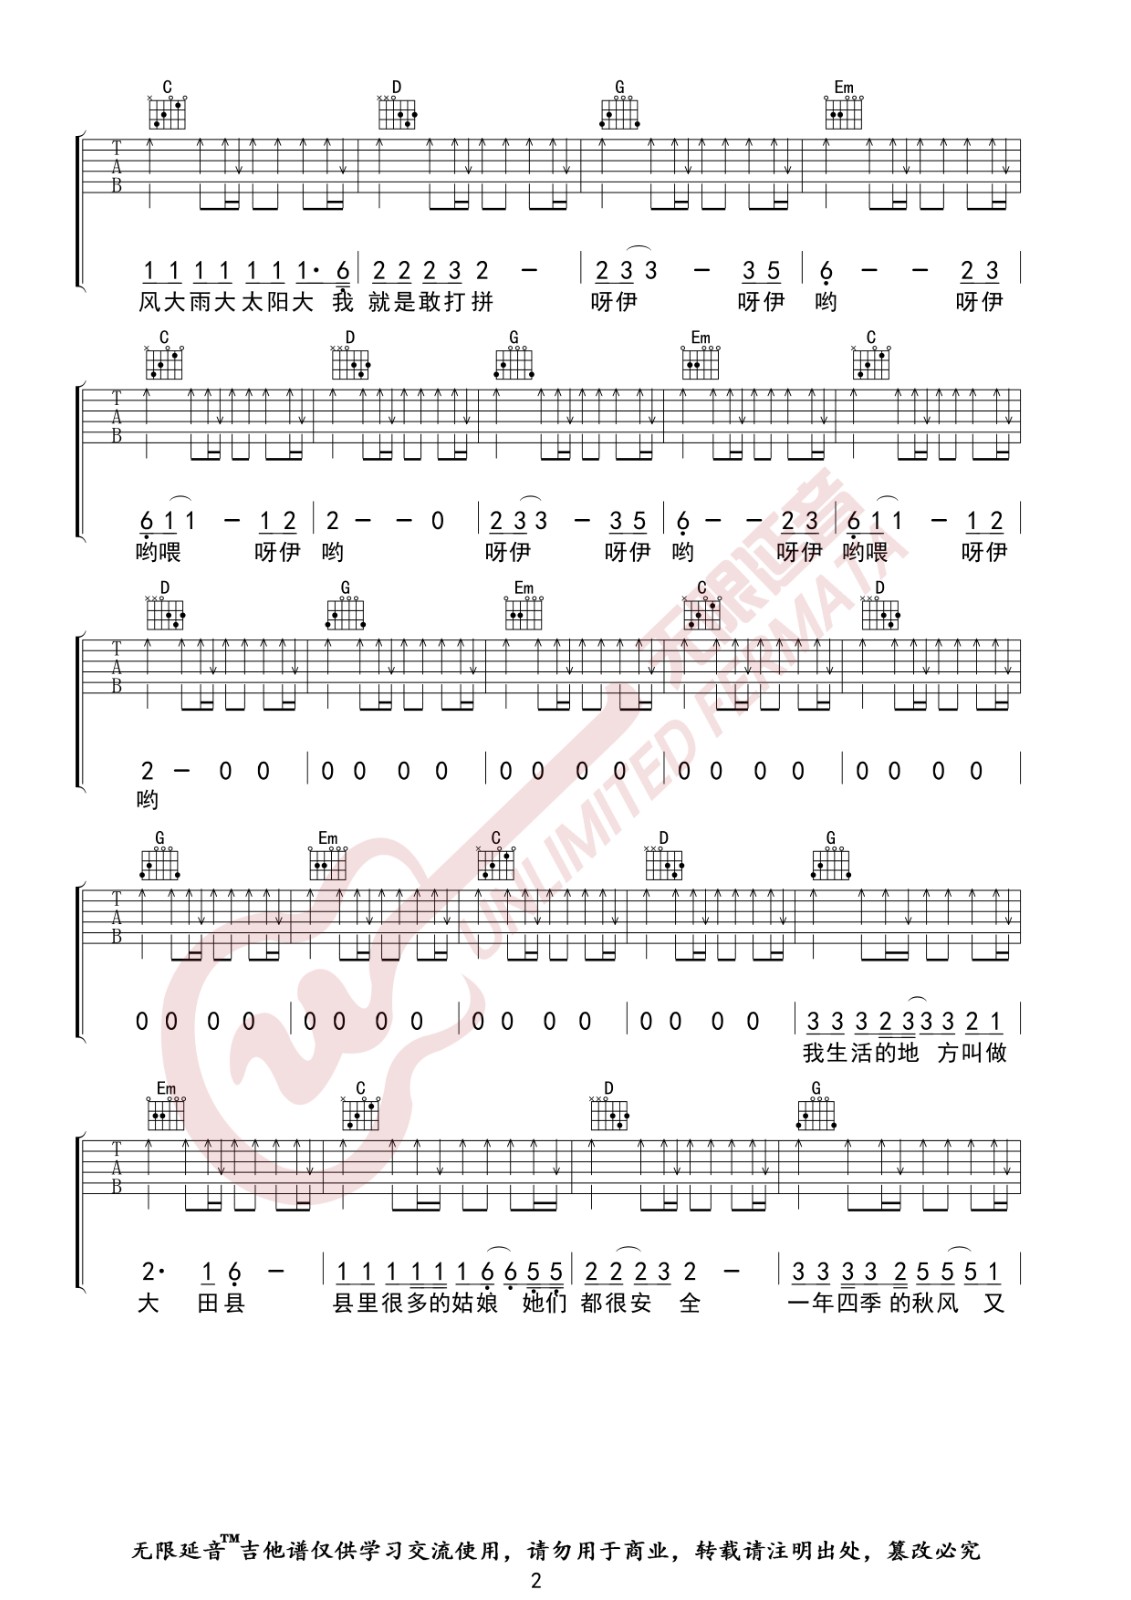 C D G Em
T
A
B
1 1 1 1 1 1 1· 6 2 2 2 3 2 － 2 3 3 － 3 5 6 － － 2 3
风大雨大太阳大 我 就是敢打拼 呀伊 呀伊 哟 呀伊
C D G Em C
T
A
B
6 1 1 － 1 2 2 － － 0 2 3 3 － 3 5 6 － － 2 3 6 1 1 － 1 2
哟喂 呀伊 哟 呀伊 呀伊 哟 呀伊 哟喂 呀伊
D G Em C D
T
A
B
2 － 0 0 0 0 0 0 0 0 0 0 0 0 0 0 0 0 0 0
哟
G Em C D G
T
A
B
0 0 0 0 0 0 0 0 0 0 0 0 0 0 0 0 3 3 3 2 3 3 3 2 1
我生活的地 方叫做
Em C D G
T
A
B
2· 1 6 － 1 1 1 1 1 1 6 6 5 5 2 2 2 3 2 － 3 3 3 3 2 5 5 5 1
大 田县 县里很多的姑娘 她们 都很安 全 一年四季 的秋风 又
无限延音
UNLIMITED FERMATA
无限延音™吉他谱仅供学习交流使用，请勿用于商业，转载请注明出处，篡改必究
2